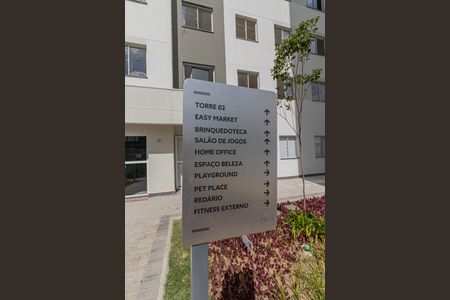 TORRE 02 ↑
EASY MARKET ↑
BRINQUEDOTECA ↑
SALÃO DE JOGOS ↑
HOME OFFICE ↑
ESPAÇO BELEZA ↑
PLAYGROUND →
PET PLACE →
REDÁRIO →
FITNESS EXTERNO →